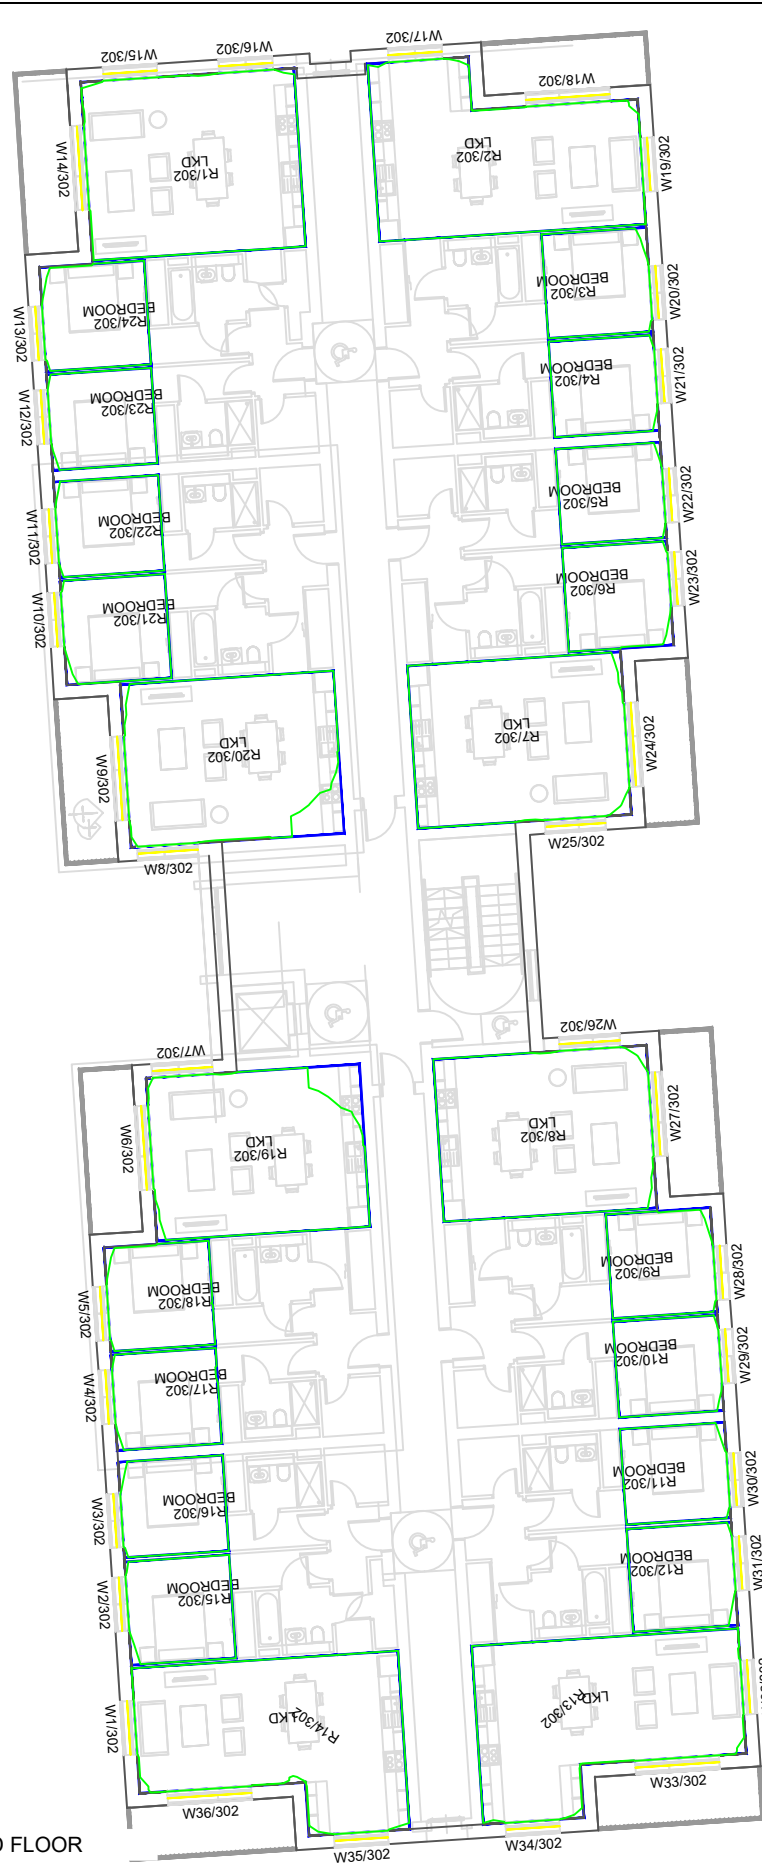 W15/302
W16/302
W17/302
W18/302
W14/302
R1/302
LKD
R2/302
LKD
W19/302
W13/302
R24/302
BEDROOM
R3/302
BEDROOM
W20/302
W12/302
R23/302
BEDROOM
R4/302
BEDROOM
W21/302
W11/302
R22/302
BEDROOM
R5/302
BEDROOM
W22/302
W10/302
R21/302
BEDROOM
R6/302
BEDROOM
W23/302
W9/302
R20/302
LKD
R7/302
LKD
W24/302
W8/302
W25/302
W7/302
W26/302
W6/302
R19/302
LKD
R8/302
LKD
W27/302
W5/302
R18/302
BEDROOM
R9/302
BEDROOM
W28/302
W4/302
R17/302
BEDROOM
R10/302
BEDROOM
W29/302
W3/302
R16/302
BEDROOM
R11/302
BEDROOM
W30/302
W2/302
R15/302
BEDROOM
R12/302
BEDROOM
W31/302
W1/302
R14/302
LKD
R13/302
LKD
W36/302
W33/302
W35/302
W34/302
FLOOR